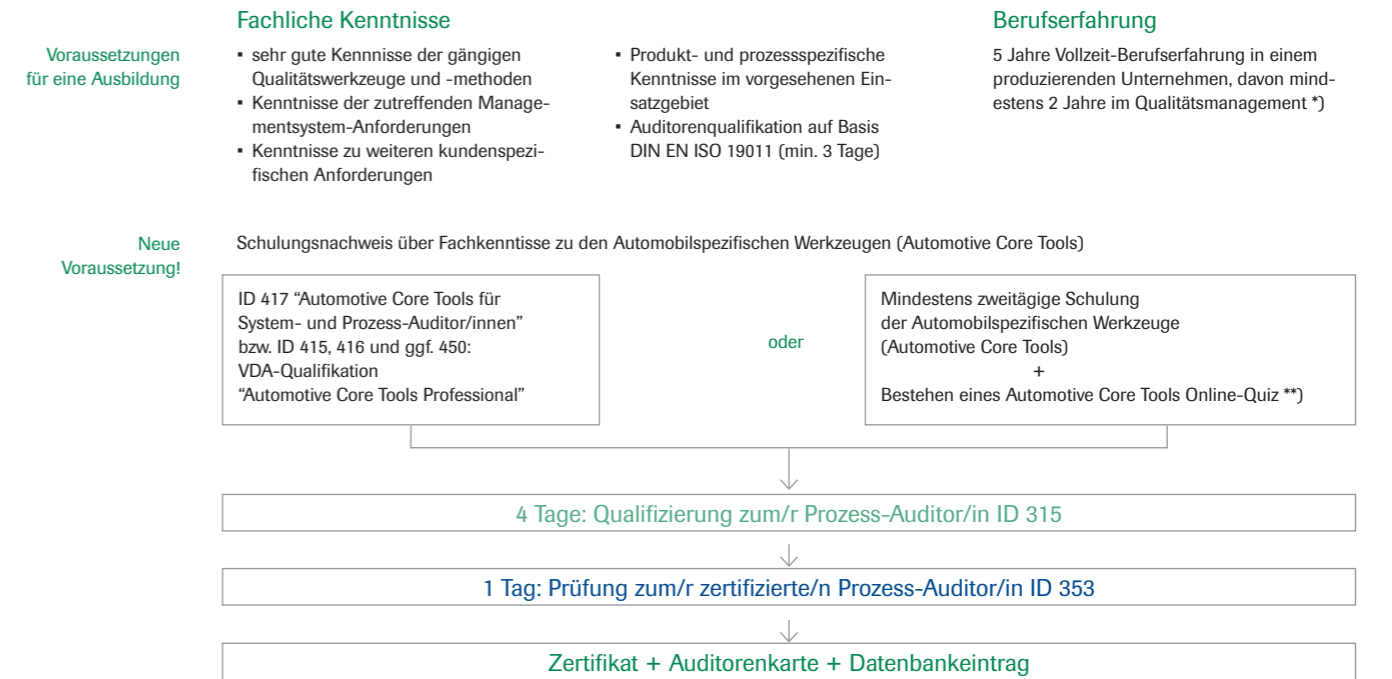 Fachliche Kenntnisse
Berufserfahrung
Voraussetzungen
für eine Ausbildung
▪ sehr gute Kennnisse der gängigen
Qualitätswerkzeuge und -methoden
▪ Kenntnisse der zutreffenden Manage-
mentsystem-Anforderungen
▪ Kenntnisse zu weiteren kundenspezi-
fischen Anforderungen
▪ Produkt- und prozessspezifische
Kenntnisse im vorgesehenen Ein-
satzgebiet
▪ Auditorenqualifikation auf Basis
DIN EN ISO 19011 (min. 3 Tage)
5 Jahre Vollzeit-Berufserfahrung in einem
produzierenden Unternehmen, davon mind-
estens 2 Jahre im Qualitätsmanagement *)
Neue
Voraussetzung!
Schulungsnachweis über Fachkentisse zu den Automobilspezifischen Werkzeugen (Automotive Core Tools)
ID 417 “Automotive Core Tools für
System- und Prozess-Auditor/innen”
bzw. ID 415, 416 und ggf. 450:
VDA-Qualifikation
“Automotive Core Tools Professional”
oder
Mindestens zweitägige Schulung
der Automobilspezifischen Werkzeuge
(Automotive Core Tools)
+
Bestehen eines Automotive Core Tools Online-Quiz **)
4 Tage: Qualifizierung zum/r Prozess-Auditor/in ID 315
1 Tag: Prüfung zum/r zertifizierte/n Prozess-Auditor/in ID 353
Zertifikat + Auditorenkarte + Datenbankeintrag